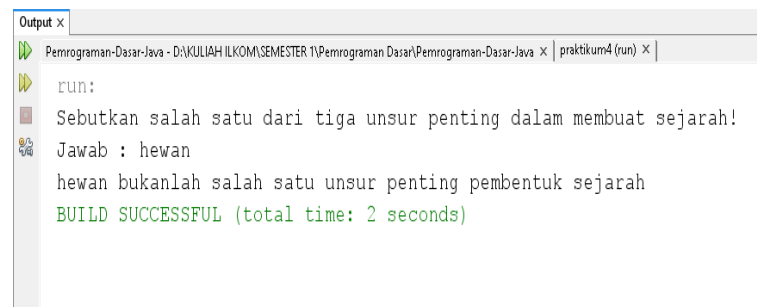 Output ×
Pemrograman-Dasar-Java - D:\KULIAH ILKOM\SEMESTER 1\Pemrograman Dasar\Pemrograman-Dasar-Java × praktikum4 (run) ×
run:
Sebutkan salah satu dari tiga unsur penting dalam membuat sejarah!
Jawab : hewan
hewan bukanlah salah satu unsur penting pembentuk sejarah
BUILD SUCCESSFUL (total time: 2 seconds)